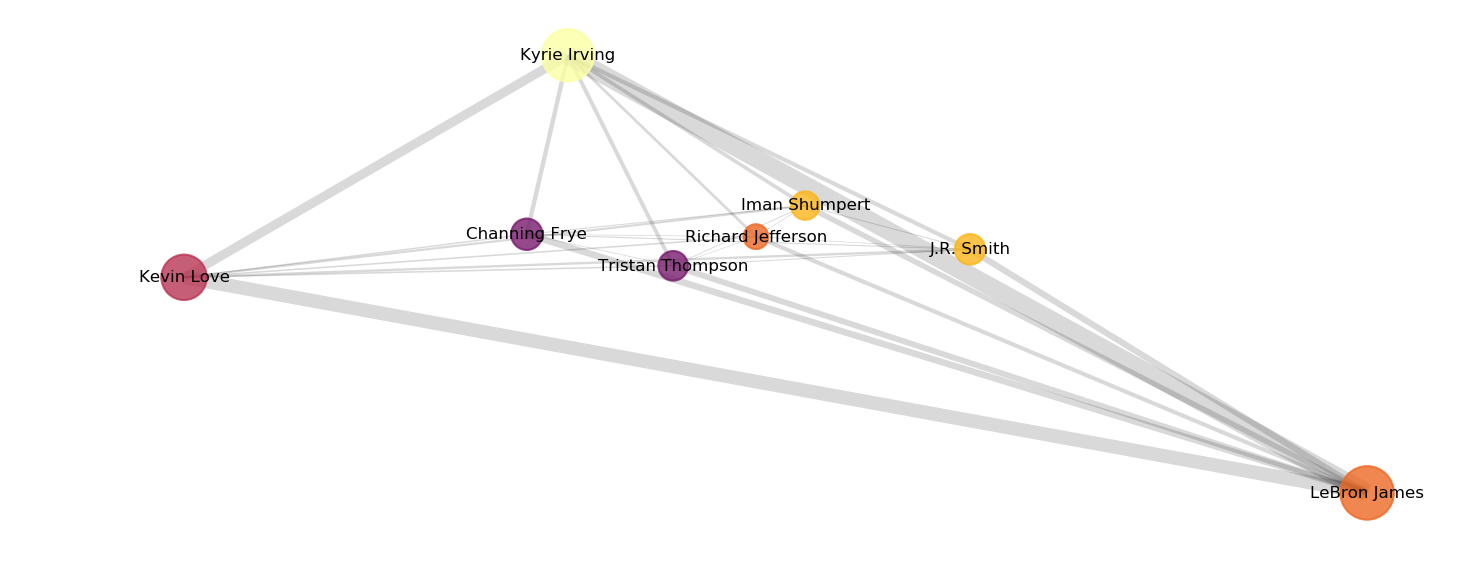 Kyrie Irving
Iman Shumpert
Channing Frye
Richard Jefferson
J.R. Smith
Tristan Thompson
Kevin Love
LeBron James